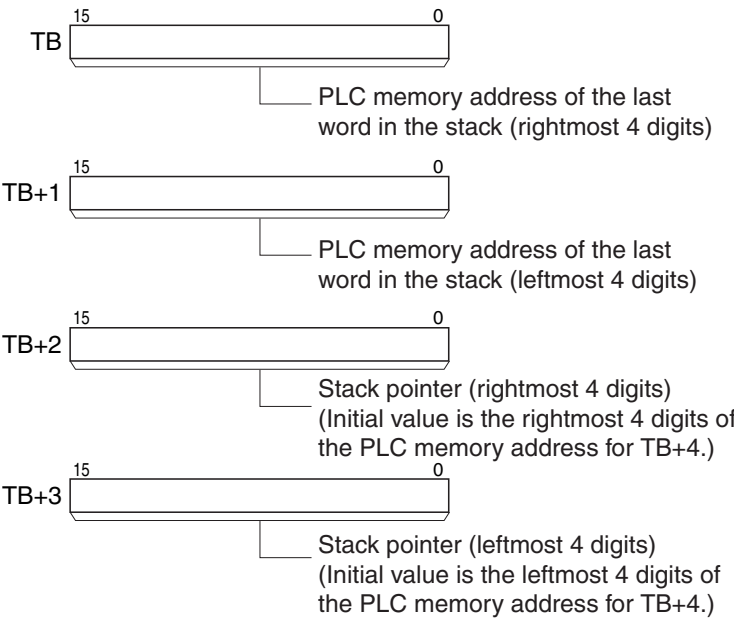 15 0
TB
PLC memory address of the last
word in the stack (rightmost 4 digits)
15 0
TB+1
PLC memory address of the last
word in the stack (leftmost 4 digits)
15 0
TB+2
Stack pointer (rightmost 4 digits)
(Initial value is the rightmost 4 digits of
the PLC memory address for TB+4.)
15 0
TB+3
Stack pointer (leftmost 4 digits)
(Initial value is the leftmost 4 digits of
the PLC memory address for TB+4.)